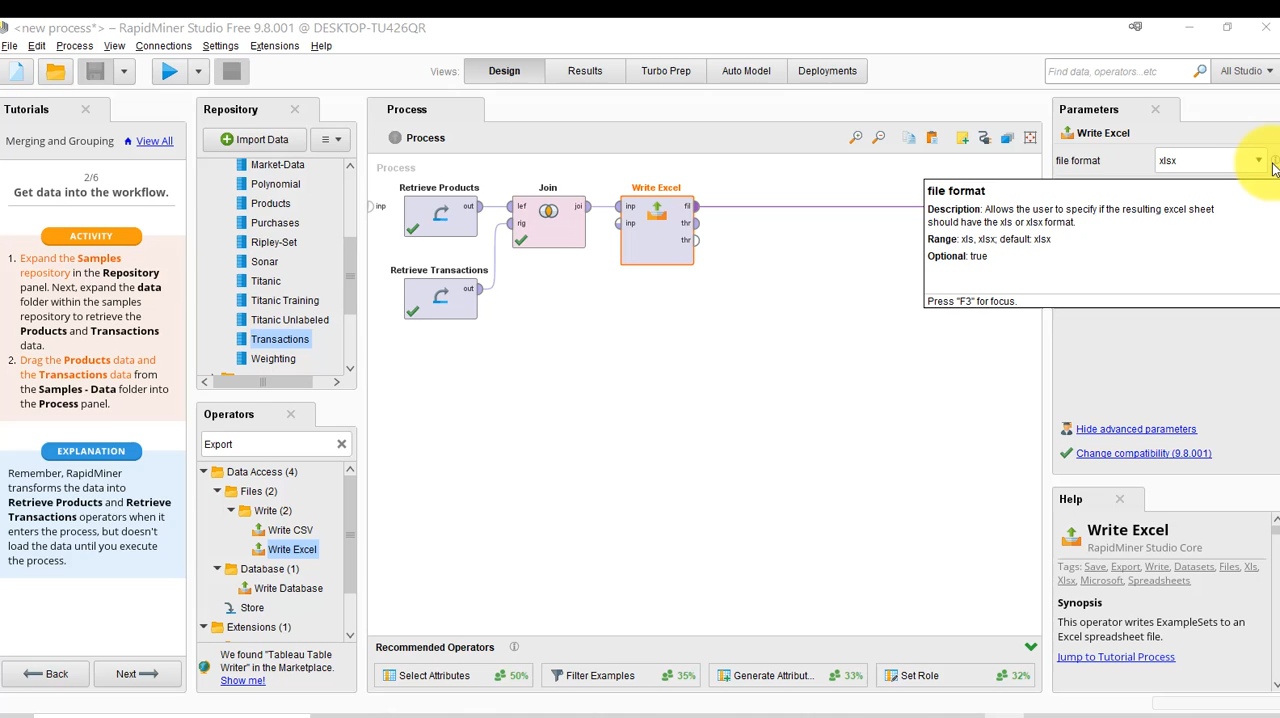 <new process*> – RapidMiner Studio Free 9.8.001 @ DESKTOP-TU426QR
File Edit Process View Connections Settings Extensions Help
Views: Design Results Turbo Prep Auto Model Deployments Find data, operators...etc All Studio
Tutorials
Merging and Grouping View All
2/6
Get data into the workflow.
ACTIVITY
1. Expand the Samples
repository in the Repository
panel. Next, expand the data
folder within the samples
repository to retrieve the
Products and Transactions
data.
2. Drag the Products data and
the Transactions data from
the Samples - Data folder into
the Process panel.
EXPLANATION
Remember, RapidMiner
transforms the data into
Retrieve Products and Retrieve
Transactions operators when it
enters the process, but doesn't
load the data until you execute
the process.
Back Next
Repository
Import Data
Market-Data
Polynomial
Products
Purchases
Ripley-Set
Sonar
Titanic
Titanic Training
Titanic Unlabeled
Transactions
Weighting
Operators
Export
Data Access (4)
Files (2)
Write (2)
Write CSV
Write Excel
Database (1)
Write Database
Store
Extensions (1)
We found "Tableau Table
Writer" in the Marketplace.
Show me!
Process
Process
Process
Retrieve Products Join Write Excel
inp out lef joi inp fil
rig inp thr
thr
Retrieve Transactions
out
Recommended Operators
Select Attributes 50% Filter Examples 35% Generate Attribut... 33% Set Role 32%
Parameters
Write Excel
file format xlsx
file format
Description: Allows the user to specify if the resulting excel sheet
should have the xls or xlsx format.
Range: xls, xlsx; default: xlsx
Optional: true
Press "F3" for focus.
Hide advanced parameters
Change compatibility (9.8.001)
Help
Write Excel
RapidMiner Studio Core
Tags: Save, Export, Write, Datasets, Files, Xls,
Xlsx, Microsoft, Spreadsheets
Synopsis
This operator writes ExampleSets to an
Excel spreadsheet file.
Jump to Tutorial Process